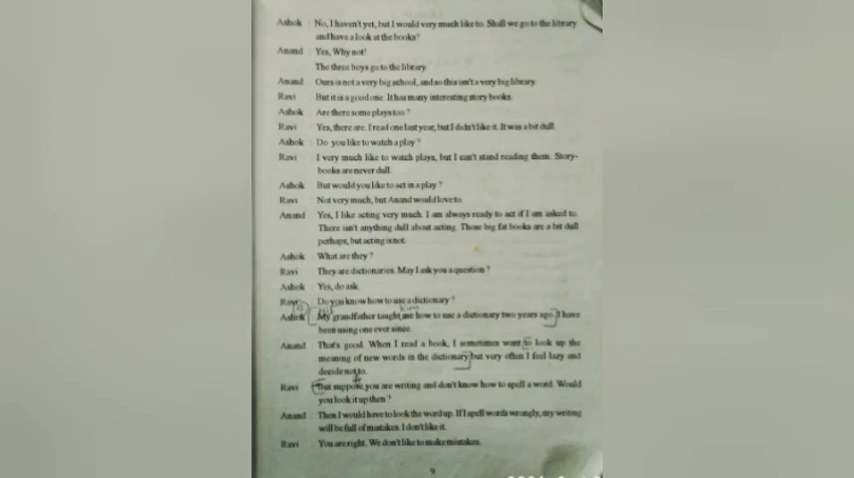 Ashok : No, I haven't yet, but I would very much like to. Shall we go to the library
and have a look at the books?
Anand : Yes, Why not!
The three boys go to the library.
Anand : Ours is not a very big school, and so this isn't a very big library.
Ravi : But it is a good one. It has many interesting story books.
Ashok : Are there some plays too ?
Ravi : Yes, there are. I read one last year, but I didn't like it. It was a bit dull.
Ashok : Do you like to watch a play ?
Ravi : I very much like to watch plays, but I can't stand reading them. Story-
books are never dull.
Ashok : But would you like to act in a play ?
Ravi : Not very much, but Anand would love to.
Anand : Yes, I like acting very much. I am always ready to act if I am asked to.
There isn't anything dull about acting. Those big fat books are a bit dull
perhaps, but acting is not.
Ashok : What are they ?
Ravi : They are dictionaries. May I ask you a question ?
Ashok : Yes, do ask.
Ravi : Do you know how to use a dictionary ?
Ashok : My grandfather taught me how to use a dictionary two years ago. I have
been using one ever since.
Anand : That's good. When I read a book, I sometimes want to look up the
meaning of new words in the dictionary but very often I feel lazy and
decide not to.
Ravi : But suppose you are writing and don't know how to spell a word. Would
you look it up then ?
Anand : Then I would have to look the word up. If I spell words wrongly, my writing
will be full of mistakes. I don't like it.
Ravi : You are right. We don't like to make mistakes.
9